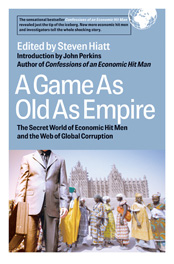 The sensational bestseller Confessions of an Economic Hit Man
revealed just the tip of the iceberg. Now more economic hit men
and investigators tell the whole shocking story.
Edited by Steven Hiatt
Introduction by John Perkins
Author of Confessions of an Economic Hit Man
A Game As
Old As Empire
The Secret World of Economic Hit Men
and the Web of Global Corruption